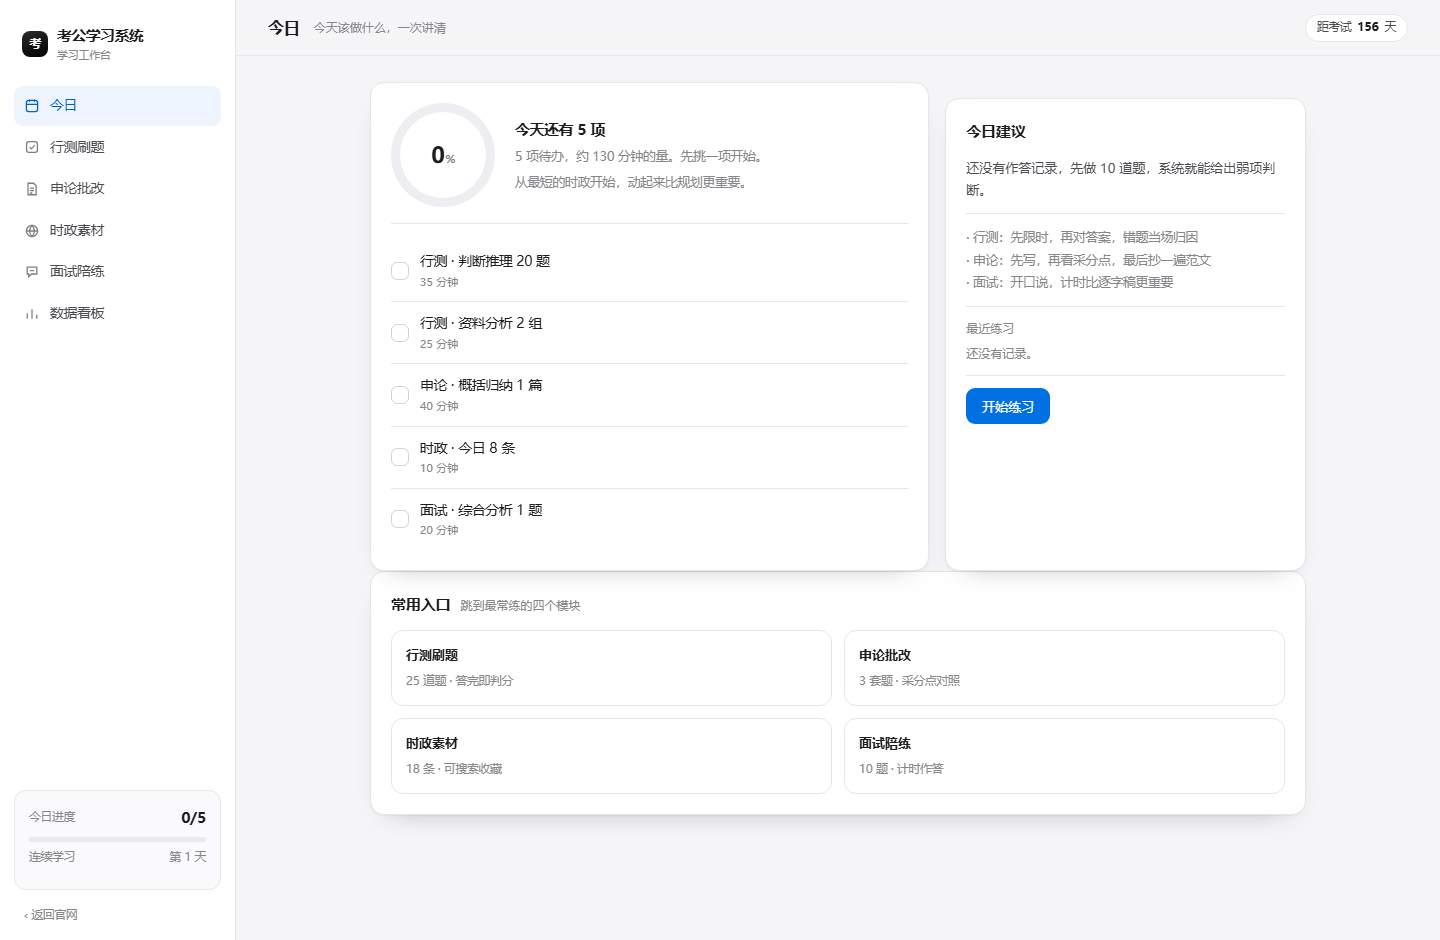 考
考公学习系统
学习工作台
今日
行测刷题
申论批改
时政素材
面试陪练
数据看板
今日进度 0/5
连续学习 第 1 天
‹ 返回官网
今日 今天该做什么，一次讲清
距考试 156 天
0%
今天还有 5 项
5 项待办，约 130 分钟的量。先挑一项开始。
从最短的时政开始，动起来比规划更重要。
行测 · 判断推理 20 题
35 分钟
行测 · 资料分析 2 组
25 分钟
申论 · 概括归纳 1 篇
40 分钟
时政 · 今日 8 条
10 分钟
面试 · 综合分析 1 题
20 分钟
今日建议
还没有作答记录，先做 10 道题，系统就能给出弱项判
断。
· 行测：先限时，再对答案，错题当场归因
· 申论：先写，再看采分点，最后抄一遍范文
· 面试：开口说，计时比逐字稿更重要
最近练习
还没有记录。
开始练习
常用入口 跳到最常练的四个模块
行测刷题
25 道题 · 答完即判分
申论批改
3 套题 · 采分点对照
时政素材
18 条 · 可搜索收藏
面试陪练
10 题 · 计时作答